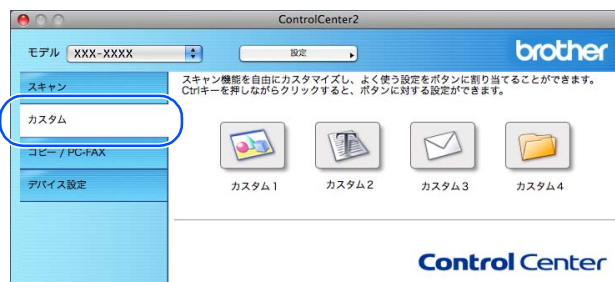 ControlCenter2
モデル XXX-XXXX
設定
brother
スキャン
カスタム
コピー / PC-FAX
デバイス設定
スキャン機能を自由にカスタマイズし、よく使う設定をボタンに割り当てることができます。
Ctrlキーを押しながらクリックすると、ボタンに対する設定ができます。
カスタム1
カスタム2
カスタム3
カスタム4
Control Center